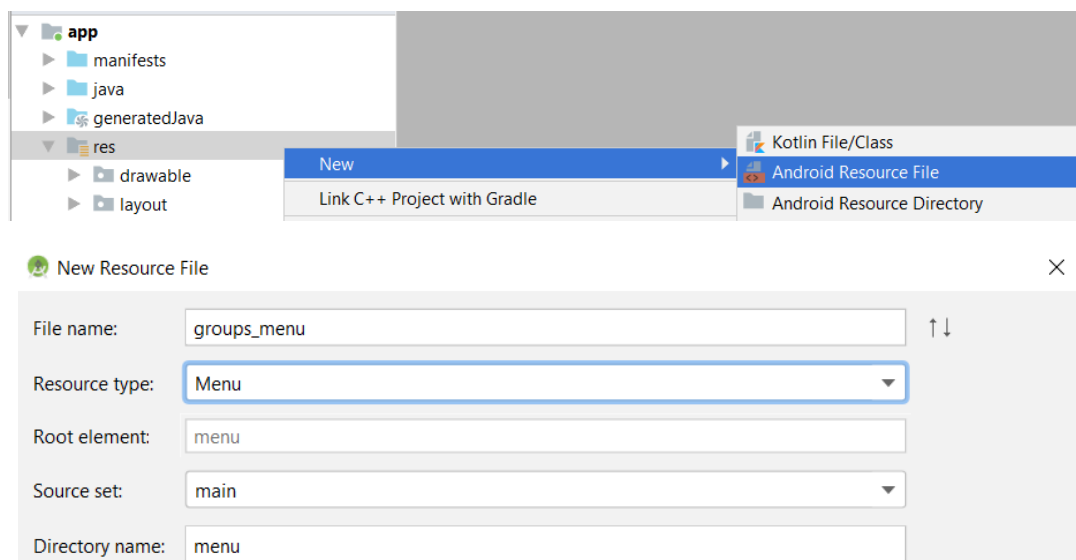 app
manifests
java
generatedJava
res
New
Kotlin File/Class
drawable
Android Resource File
layout
Link C++ Project with Gradle
Android Resource Directory
New Resource File
File name: groups_menu
Resource type: Menu
Root element: menu
Source set: main
Directory name: menu